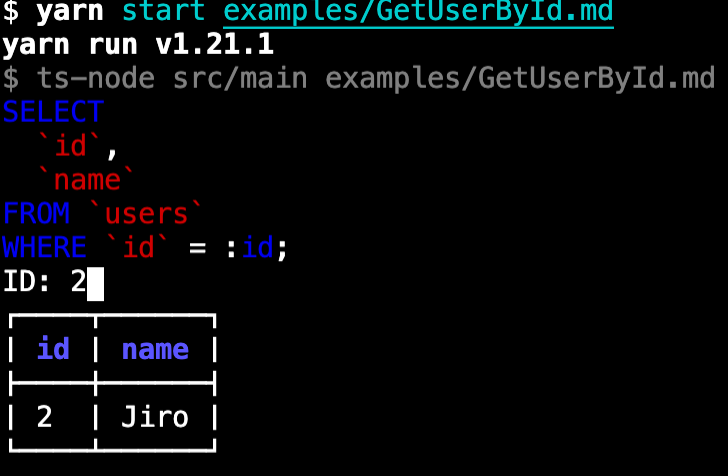 $ yarn start examples/GetUserById.md
yarn run v1.21.1
$ ts-node src/main examples/GetUserById.md
SELECT
  `id`,
  `name`
FROM `users`
WHERE `id` = :id;
ID: 2
id | name
2 | Jiro